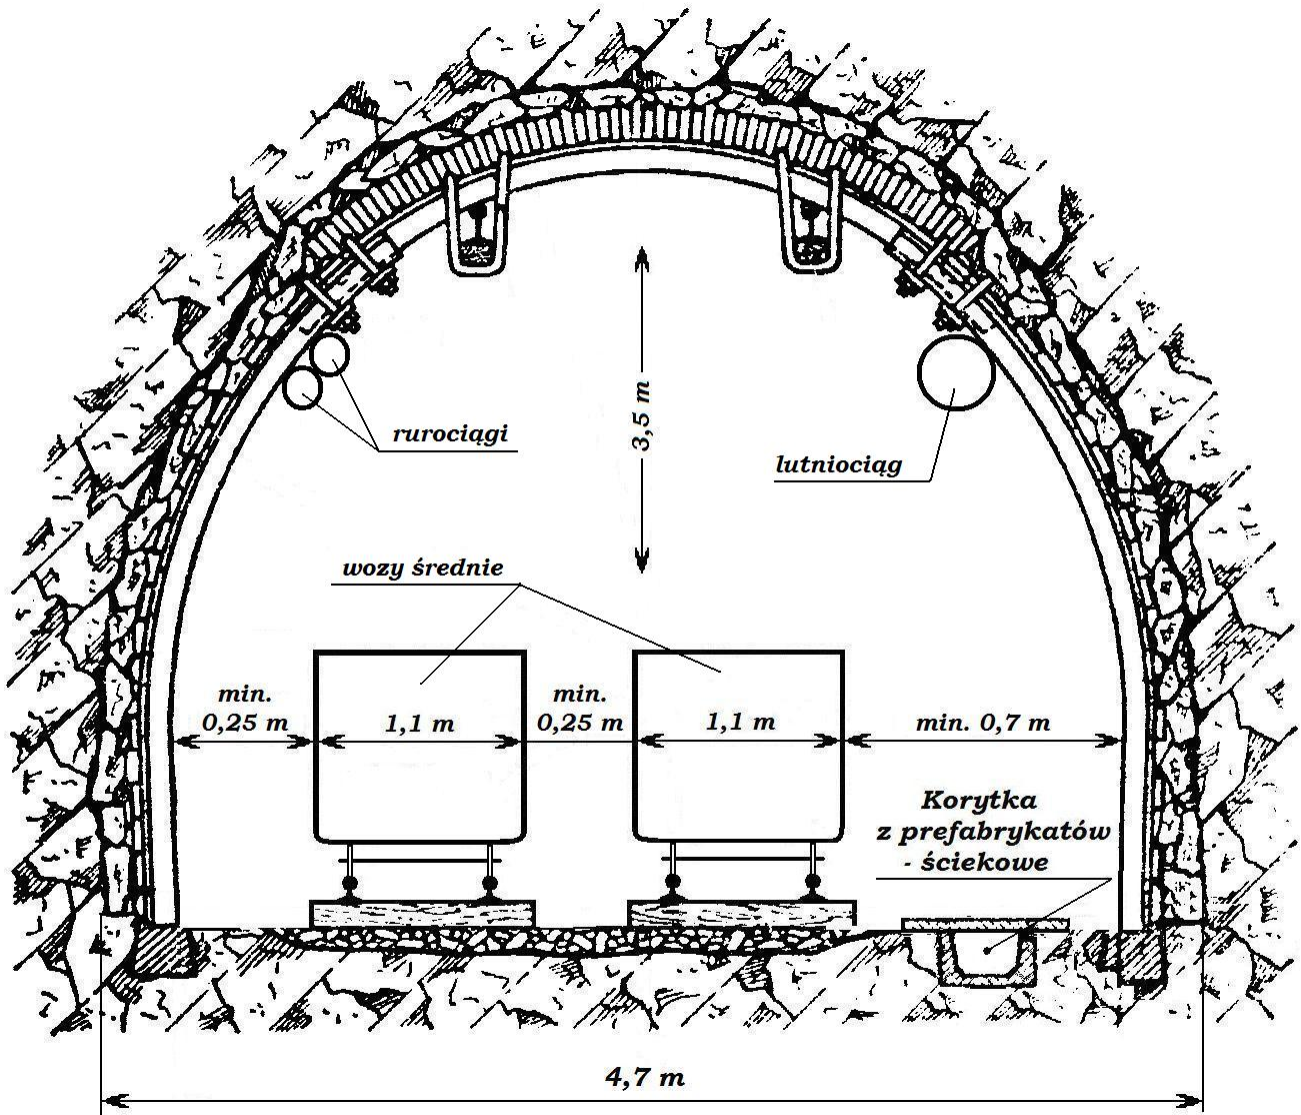 3,5 m
rurociągi
lutniociąg
wozy średnie
min.
0,25 m
1,1 m
min.
0,25 m
1,1 m
min. 0,7 m
Korytka
z prefabrykatów
- ściekowe
4,7 m